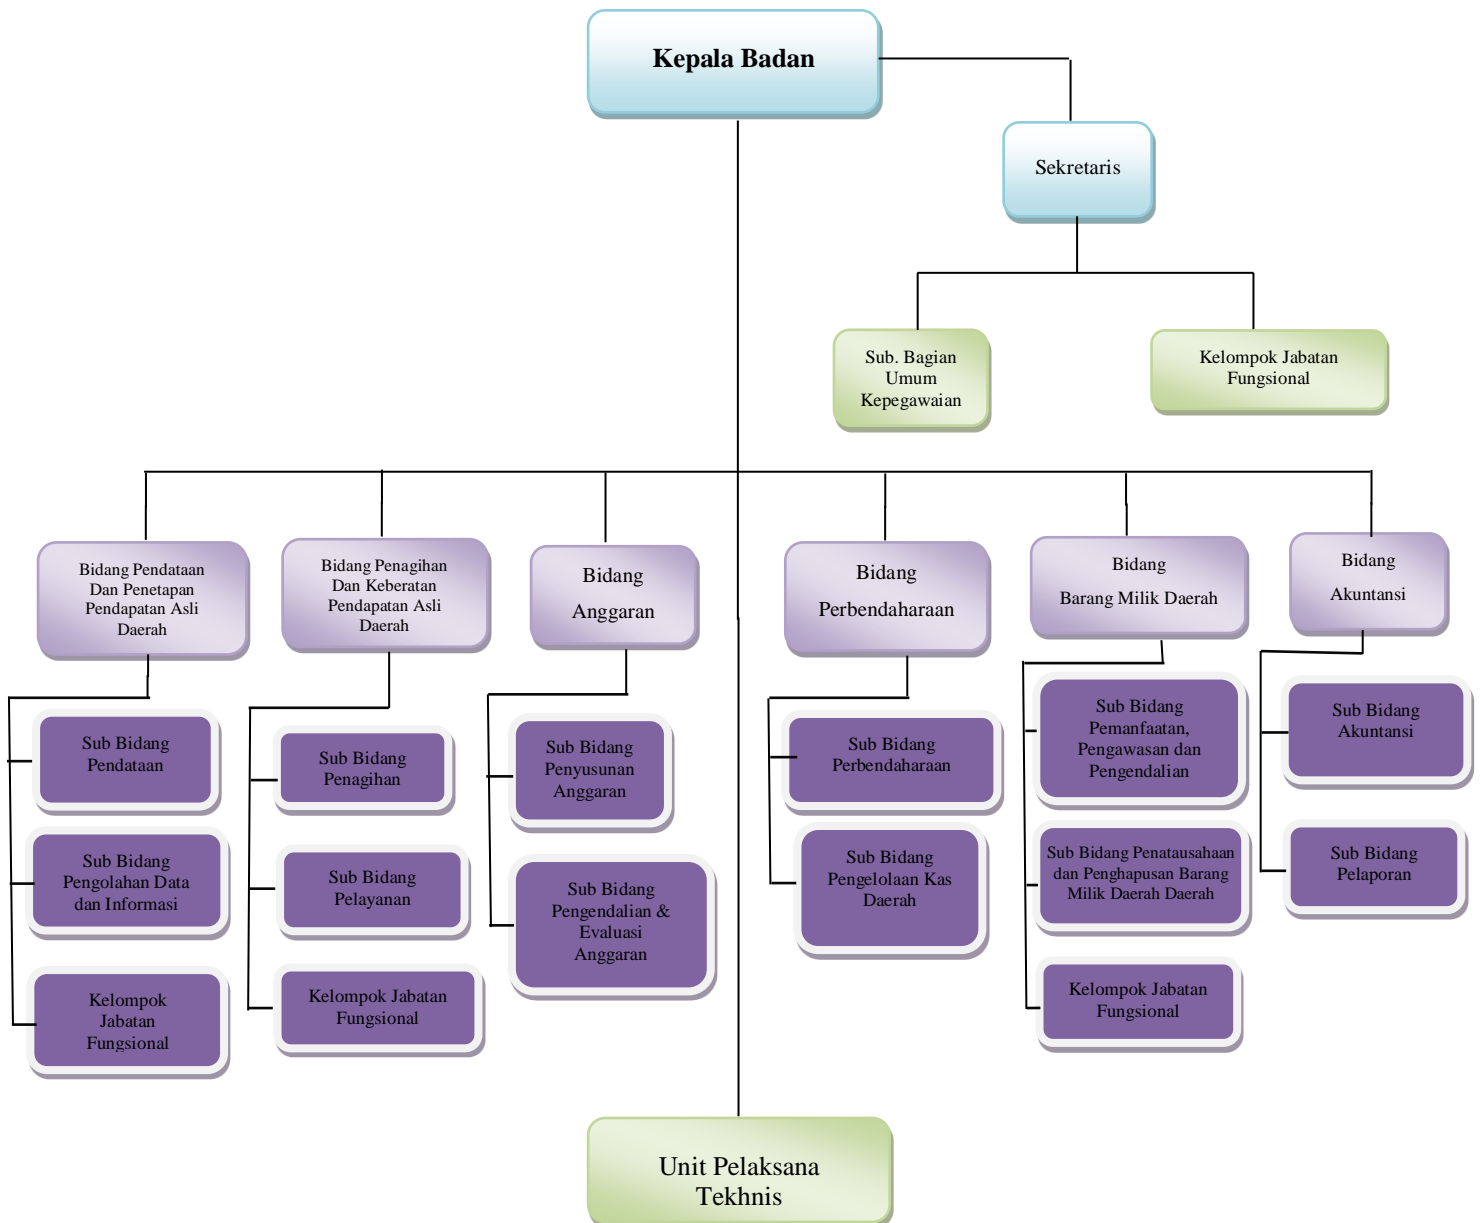 Kepala Badan
Sekretaris
Sub. Bagian
Umum
Kepegawaian
Kelompok Jabatan
Fungsional
Bidang Pendataan
Dan Penetapan
Pendapatan Asli
Daerah
Bidang Penagihan
Dan Keberatan
Pendapatan Asli
Daerah
Bidang
Anggaran
Bidang
Perbendaharaan
Bidang
Barang Milik Daerah
Bidang
Akuntansi
Sub Bidang
Pendataan
Sub Bidang
Pengolahan Data
dan Informasi
Kelompok
Jabatan
Fungsional
Sub Bidang
Penagihan
Sub Bidang
Pelayanan
Kelompok Jabatan
Fungsional
Sub Bidang
Penyusunan
Anggaran
Sub Bidang
Pengendalian &
Evaluasi
Anggaran
Sub Bidang
Perbendaharaan
Sub Bidang
Pengelolaan Kas
Daerah
Sub Bidang
Pemanfaatan,
Pengawasan dan
Pengendalian
Sub Bidang Penatausahaan
dan Penghapusan Barang
Milik Daerah Daerah
Kelompok Jabatan
Fungsional
Sub Bidang
Akuntansi
Sub Bidang
Pelaporan
Unit Pelaksana
Tekhnis